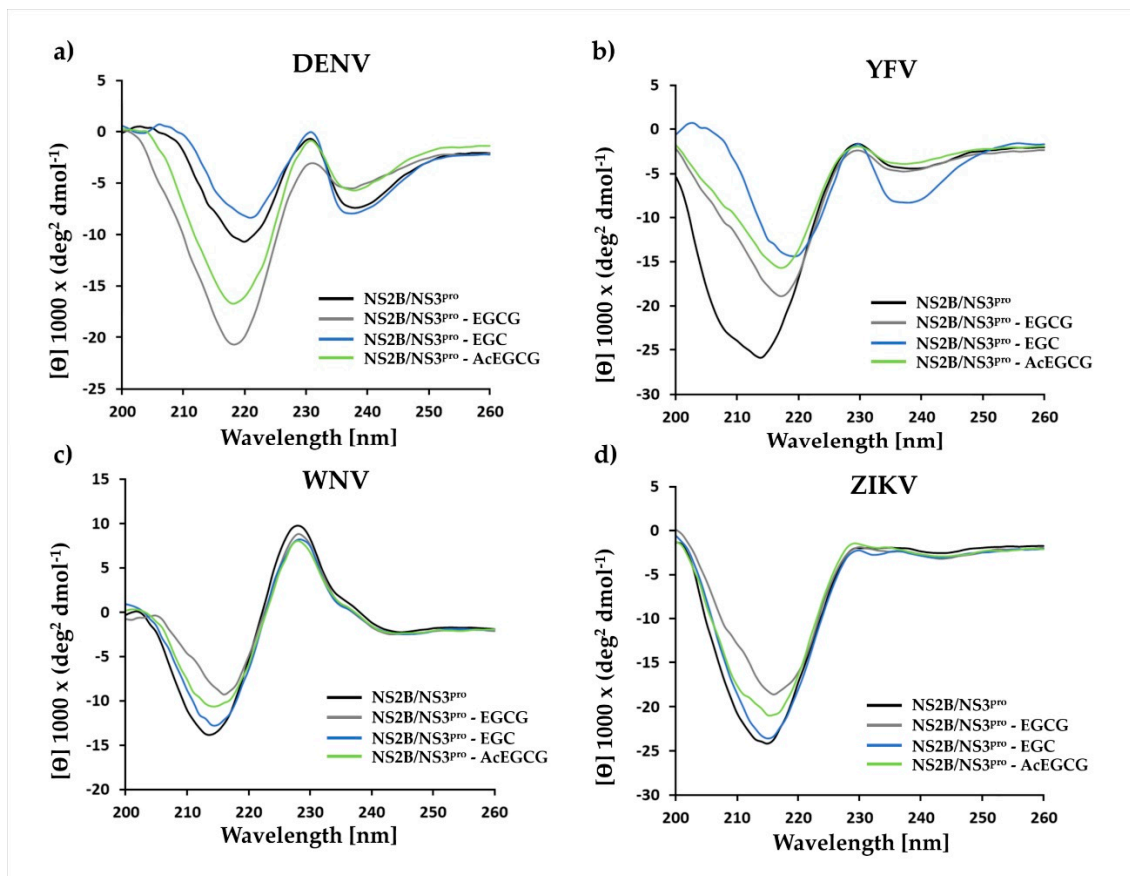 a)
DENV
5
0
-5
-10
-15
-20
-25
[Θ] 1000 x (deg² dmol⁻¹)
NS2B/NS3ᵖʳᵒ
NS2B/NS3ᵖʳᵒ - EGCG
NS2B/NS3ᵖʳᵒ - EGC
NS2B/NS3ᵖʳᵒ - AcEGCG
200 210 220 230 240 250 260
Wavelength [nm]
b)
YFV
5
0
-5
-10
-15
-20
-25
-30
[Θ] 1000 x (deg² dmol⁻¹)
NS2B/NS3ᵖʳᵒ
NS2B/NS3ᵖʳᵒ - EGCG
NS2B/NS3ᵖʳᵒ - EGC
NS2B/NS3ᵖʳᵒ - AcEGCG
200 210 220 230 240 250 260
Wavelength [nm]
c)
WNV
15
10
5
0
-5
-10
-15
-20
[Θ] 1000 x (deg² dmol⁻¹)
NS2B/NS3ᵖʳᵒ
NS2B/NS3ᵖʳᵒ - EGCG
NS2B/NS3ᵖʳᵒ - EGC
NS2B/NS3ᵖʳᵒ - AcEGCG
200 210 220 230 240 250 260
Wavelength [nm]
d)
ZIKV
5
0
-5
-10
-15
-20
-25
-30
[Θ] 1000 x (deg² dmol⁻¹)
NS2B/NS3ᵖʳᵒ
NS2B/NS3ᵖʳᵒ - EGCG
NS2B/NS3ᵖʳᵒ - EGC
NS2B/NS3ᵖʳᵒ - AcEGCG
200 210 220 230 240 250 260
Wavelength [nm]